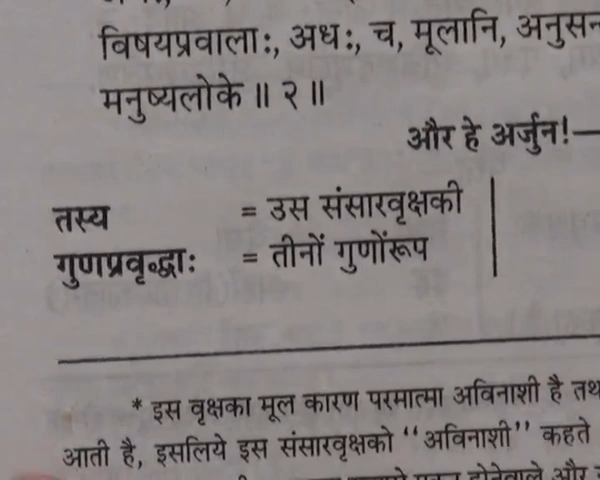 विषयप्रवालाः, अधः, च, मूलानि,
मनुष्यलोके ॥ २ ॥
और हे अर्जुन!—
तस्य = उस संसारवृक्षकी
गुणप्रवृद्धाः = तीनों गुणोंरूप
* इस वृक्षका मूल कारण परमात्मा अविनाशी है
आती है, इसलिये इस संसारवृक्षको ‘‘अविनाशी’’ कहते